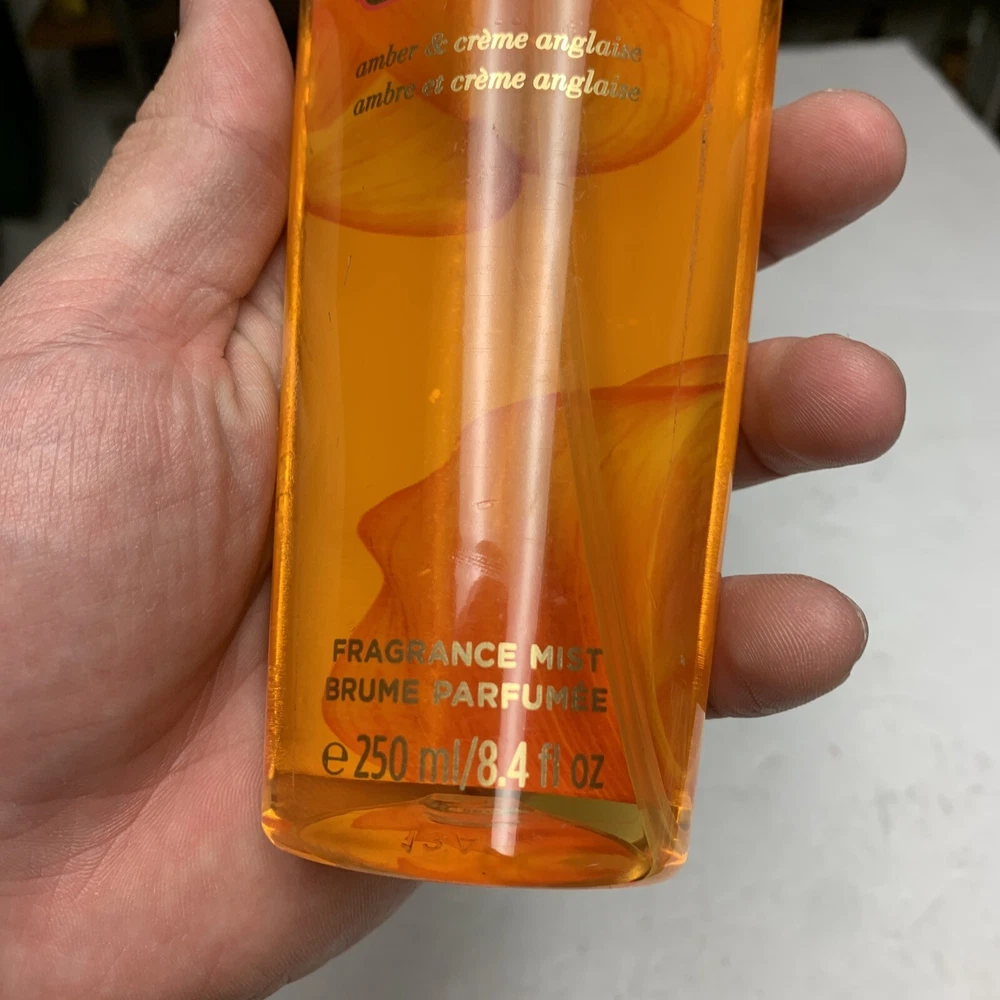 amber & crème anglaise
ambre et crème anglaise
FRAGRANCE MIST
BRUME PARFUMÉE
e 250 ml/8.4 fl oz